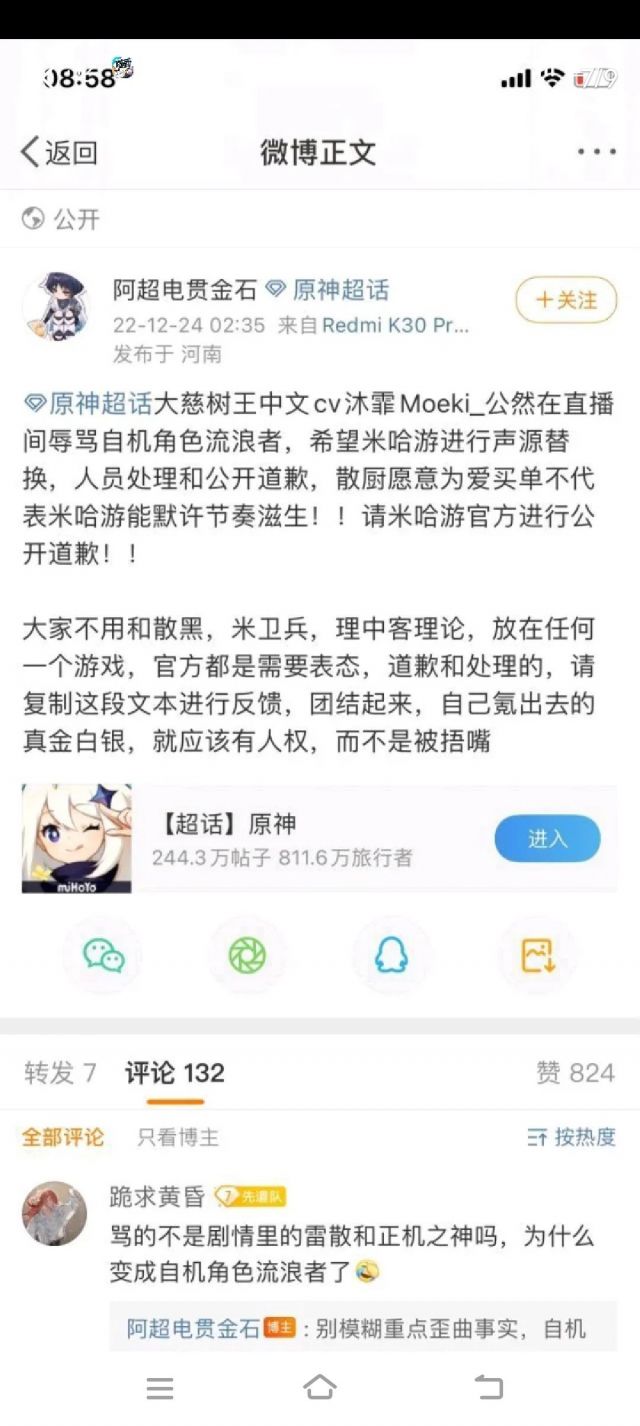 08:58
返回
微博正文
公开
阿超电贯金石 原神超话
+关注
22-12-24 02:35 来自Redmi K30 Pr...
发布于 河南
原神超话大慈树王中文cv沐霏Moeki_公然在直播
间辱骂自机角色流浪者，希望米哈游进行声源替
换，人员处理和公开道歉，散厨愿意为爱买单不代
表米哈游能默许节奏滋生！！请米哈游官方进行公
开道歉！！
大家不用和散黑，米卫兵，理中客理论，放在任何
一个游戏，官方都是需要表态，道歉和处理的，请
复制这段文本进行反馈，团结起来，自己氪出去的
真金白银，就应该有人权，而不是被捂嘴
miHoYo
【超话】原神
244.3万帖子 811.6万旅行者
进入
转发 7 评论 132 赞 824
全部评论 只看博主 按热度
跪求黄昏 7 先遣队
骂的不是剧情里的雷散和正机之神吗，为什么
变成自机角色流浪者了
阿超电贯金石 博主：别模糊重点歪曲事实，自机